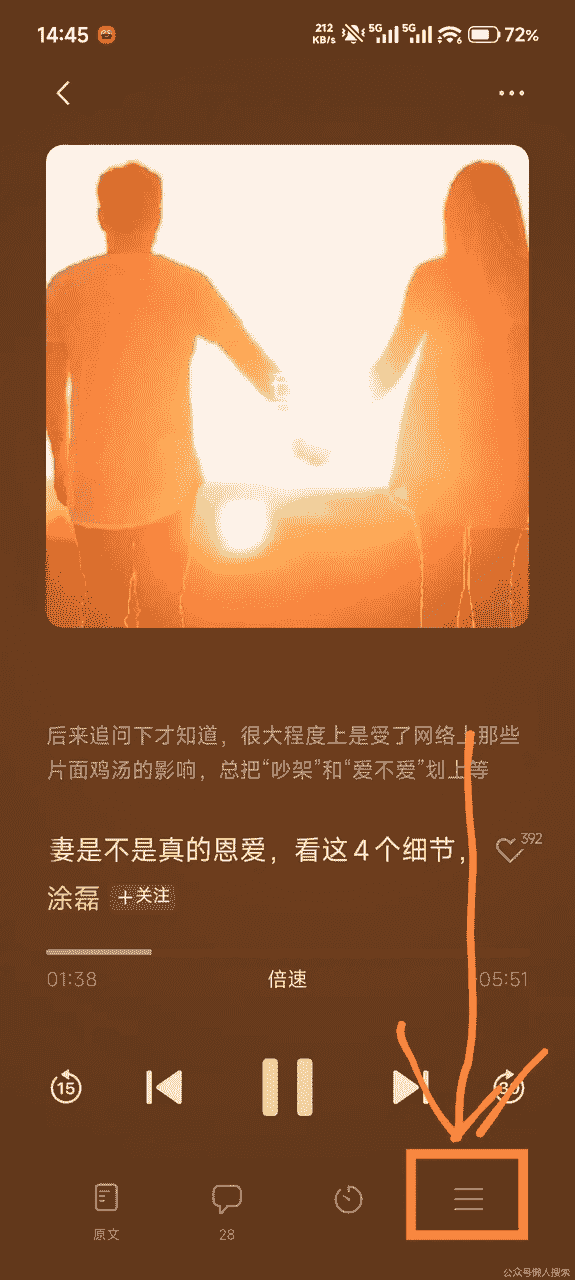 14:45
212 KB/s 5G 5G 6 72%
后来追问下才知道，很大程度上是受了网络上那些
片面鸡汤的影响，总把“吵架”和“爱不爱”划上等
妻是不是真的恩爱，看这4个细节，
392
涂磊 +关注
01:38 倍速 05:51
15 30
原文 28
公众号懒人搜索